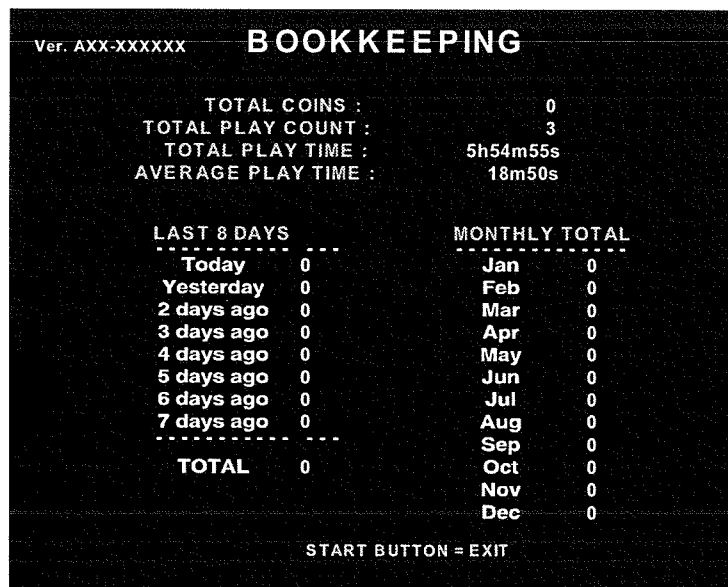 Ver. AXX-XXXXXX BOOKKEEPING
TOTAL COINS : 0
TOTAL PLAY COUNT : 3
TOTAL PLAY TIME : 5h54m55s
AVERAGE PLAY TIME : 18m50s
LAST 8 DAYS
Today 0
Yesterday 0
2 days ago 0
3 days ago 0
4 days ago 0
5 days ago 0
6 days ago 0
7 days ago 0
TOTAL 0
MONTHLY TOTAL
Jan 0
Feb 0
Mar 0
Apr 0
May 0
Jun 0
Jul 0
Aug 0
Sep 0
Oct 0
Nov 0
Dec 0
START BUTTON = EXIT